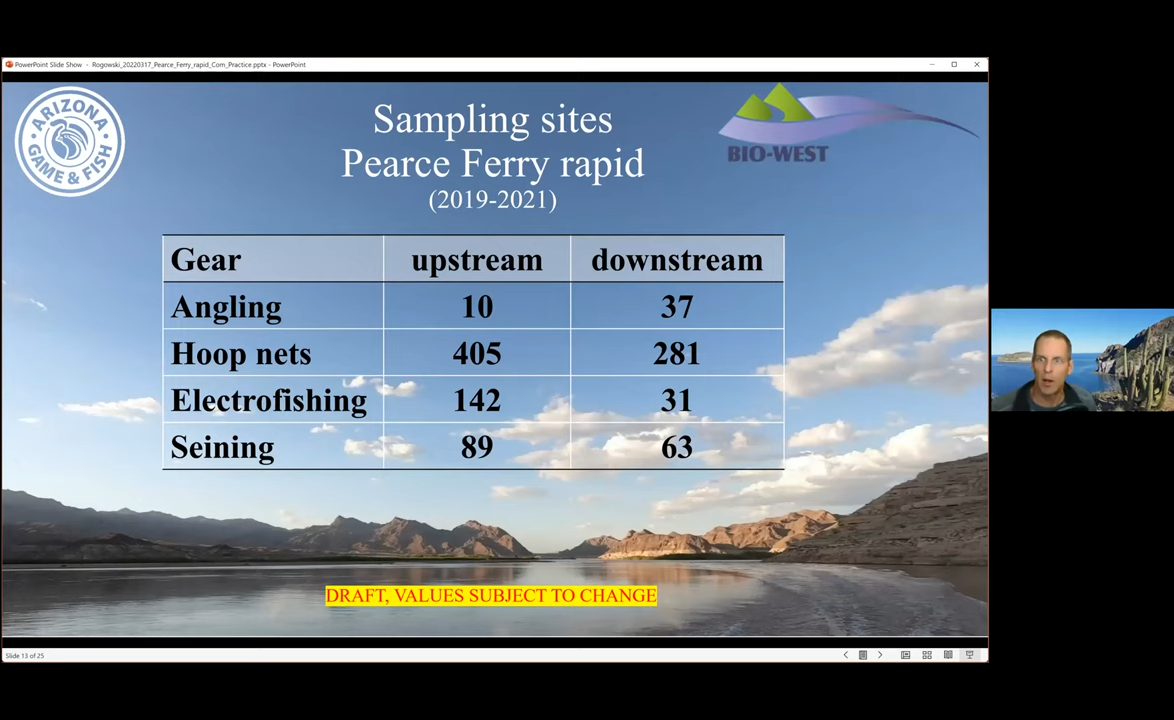 PowerPoint Slide Show - Rogowski_20220317_Pearce_Ferry_rapid_Com_Practice.pptx - PowerPoint
ARIZONA
GAME & FISH
BIO-WEST
Sampling sites
Pearce Ferry rapid
(2019-2021)
Gear upstream downstream
Angling 10 37
Hoop nets 405 281
Electrofishing 142 31
Seining 89 63
DRAFT, VALUES SUBJECT TO CHANGE
Slide 13 of 25